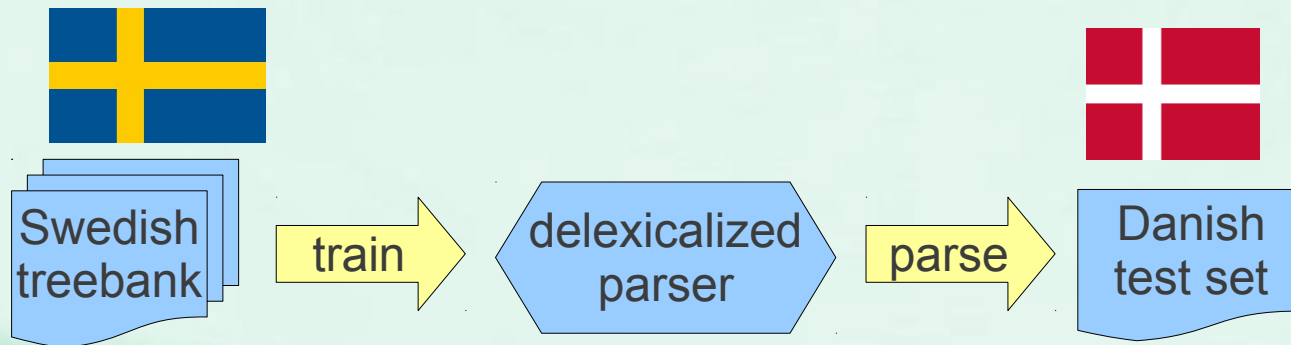 Swedish
treebank
train
delexicalized
parser
parse
Danish
test set